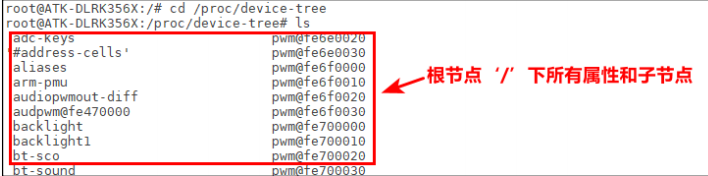 root@ATK-DLRK356X:/# cd /proc/device-tree
root@ATK-DLRK356X:/proc/device-tree# ls
adc-keys pwm@fe6e0020
'#address-cells' pwm@fe6e0030
aliases pwm@fe6f0000
arm-pmu pwm@fe6f0010
audiopwmout-diff pwm@fe6f0020
audpwm@fe470000 pwm@fe6f0030
backlight pwm@fe700000
backlight1 pwm@fe700010
bt-sco pwm@fe700020
bt-sound pwm@fe700030
根节点‘/’下所有属性和子节点